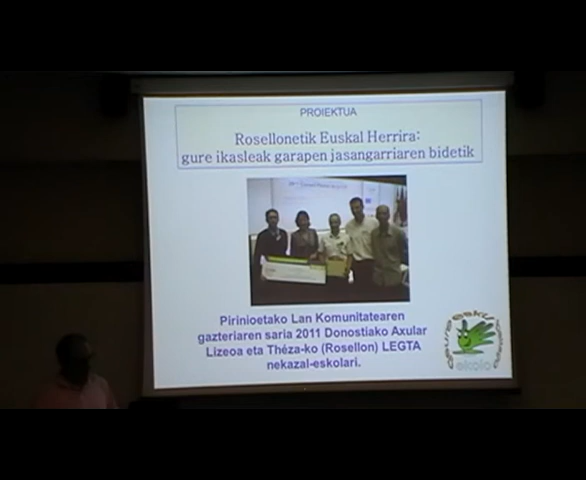 PROIEKTUA
Rosellonetik Euskal Herrira:
gure ikasleak garapen jasangarriaren bidetik
Pirinioetako Lan Komunitatearen
gazteriaren saria 2011 Donostiako Axular
Lizeoa eta Théza-ko (Rosellon) LEGTA
nekazal-eskolari.